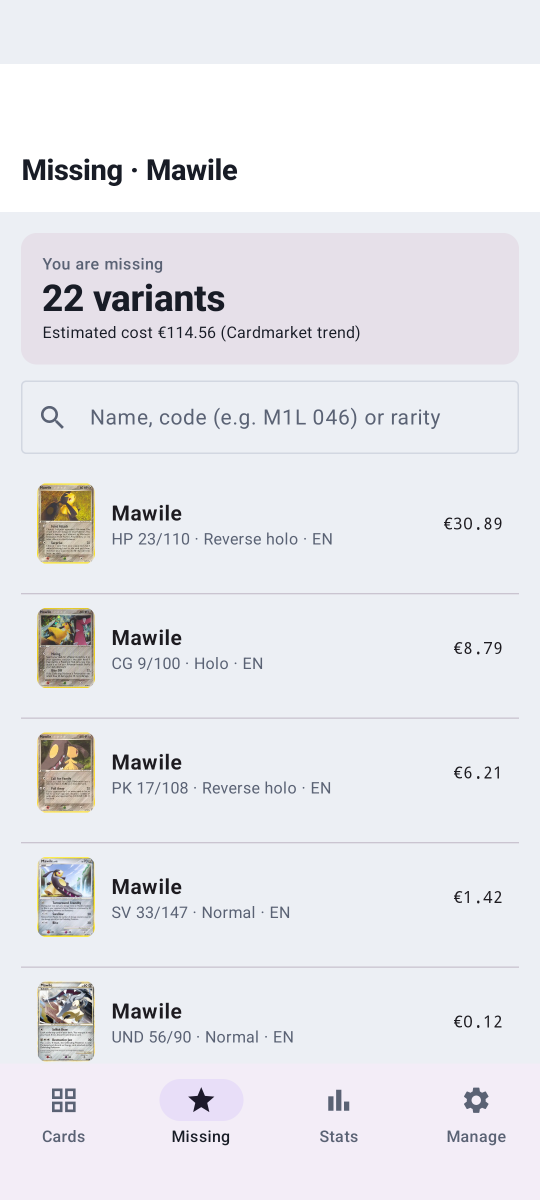 Missing · Mawile
You are missing
22 variants
Estimated cost €114.56 (Cardmarket trend)
Name, code (e.g. M1L 046) or rarity
Mawile
HP 23/110 · Reverse holo · EN
€30.89
Mawile
CG 9/100 · Holo · EN
€8.79
Mawile
PK 17/108 · Reverse holo · EN
€6.21
Mawile
SV 33/147 · Normal · EN
€1.42
Mawile
UND 56/90 · Normal · EN
€0.12
Cards
Missing
Stats
Manage